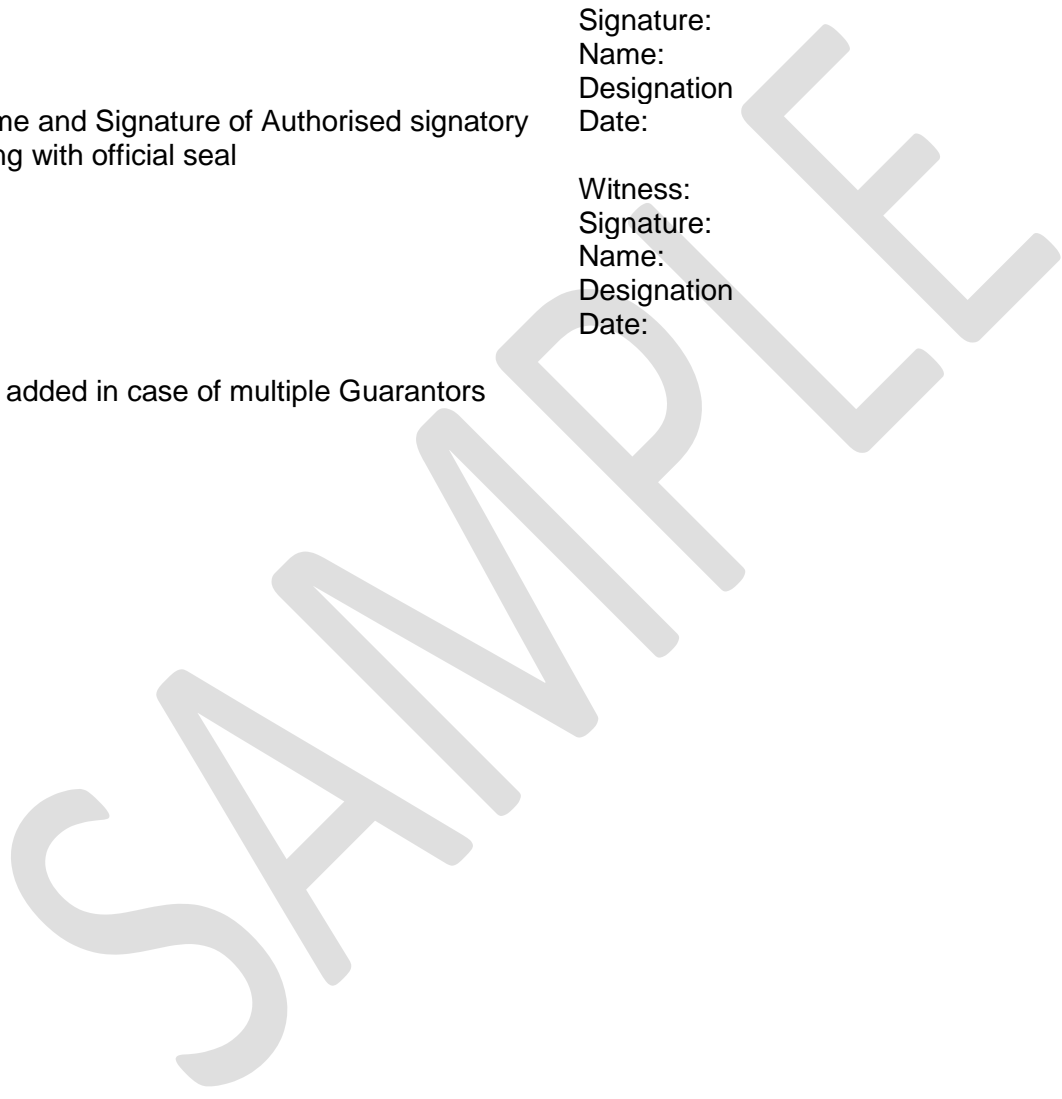 me and Signature of Authorised signatory
ng with official seal
Signature:
Name:
Designation
Date:
Witness:
Signature:
Name:
Designation
Date:
added in case of multiple Guarantors
SAMPLE